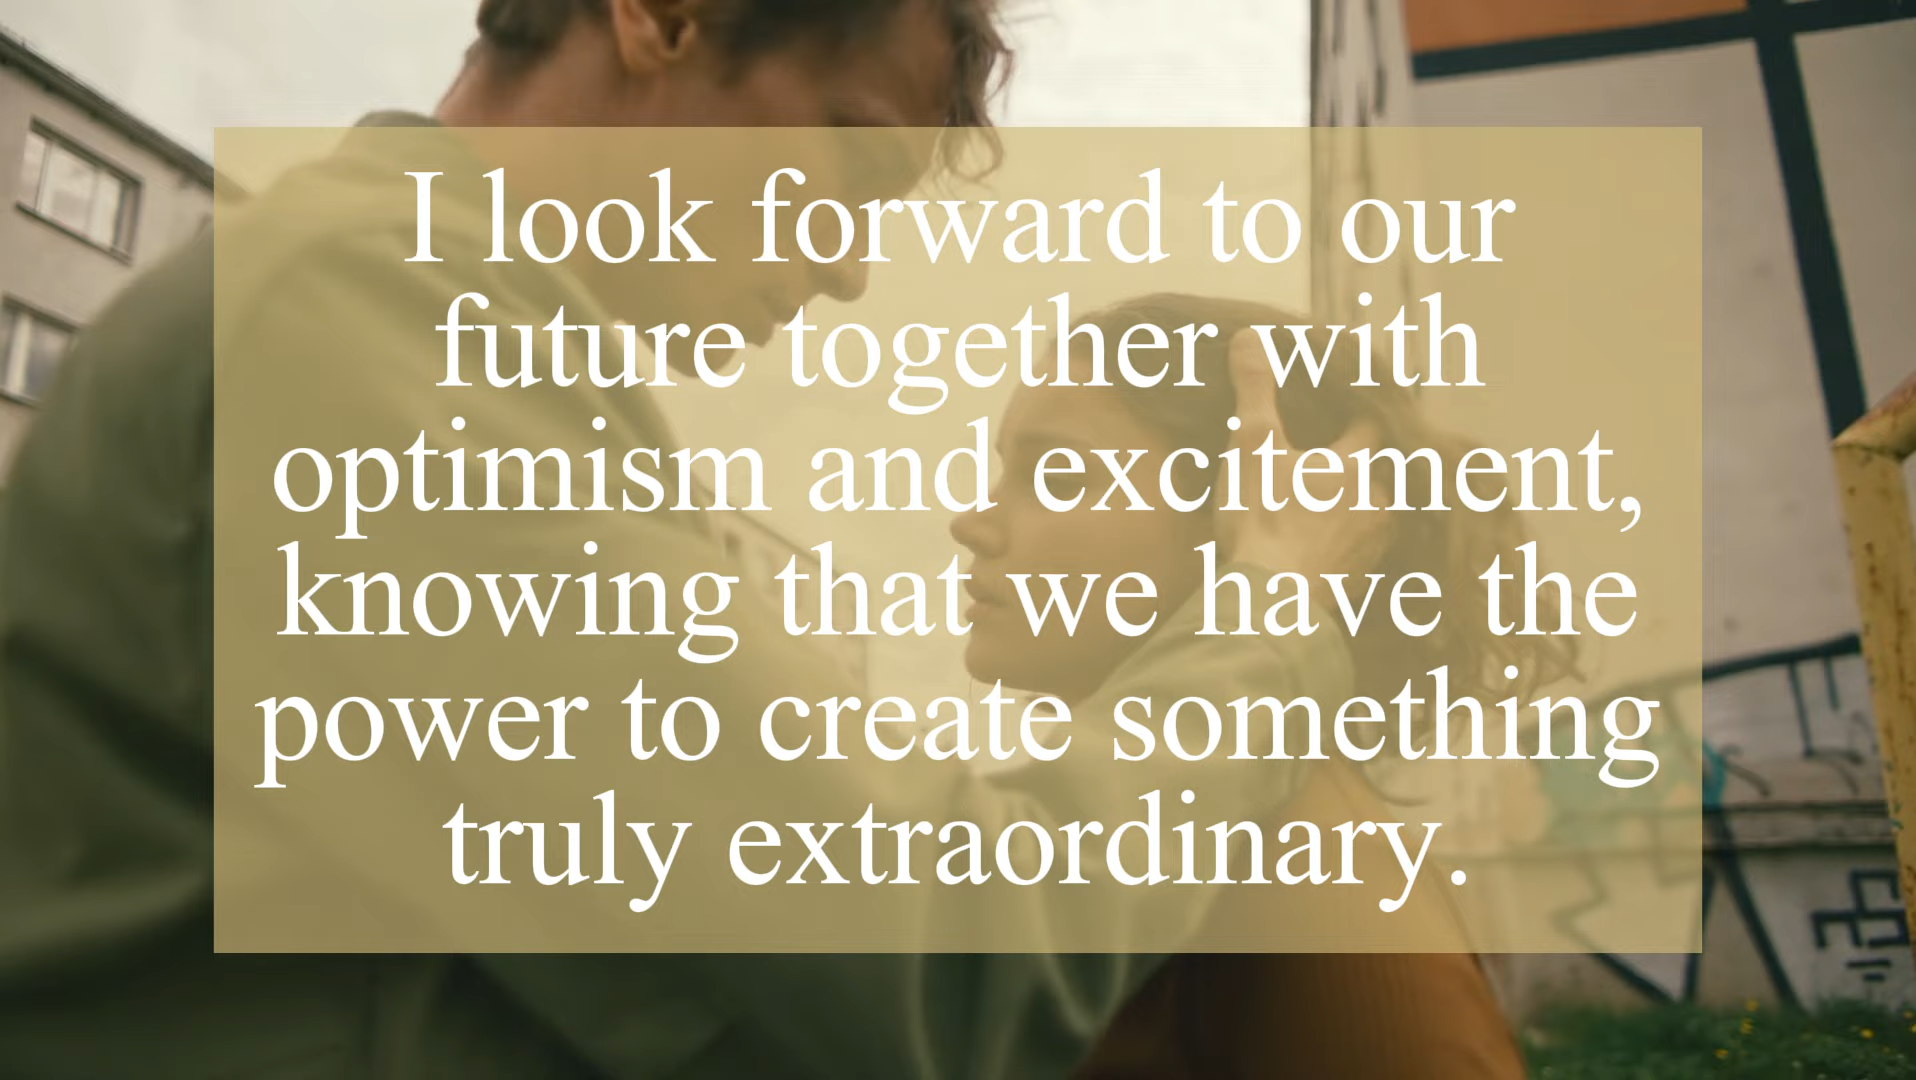 I look forward to our
future together with
optimism and excitement,
knowing that we have the
power to create something
truly extraordinary.